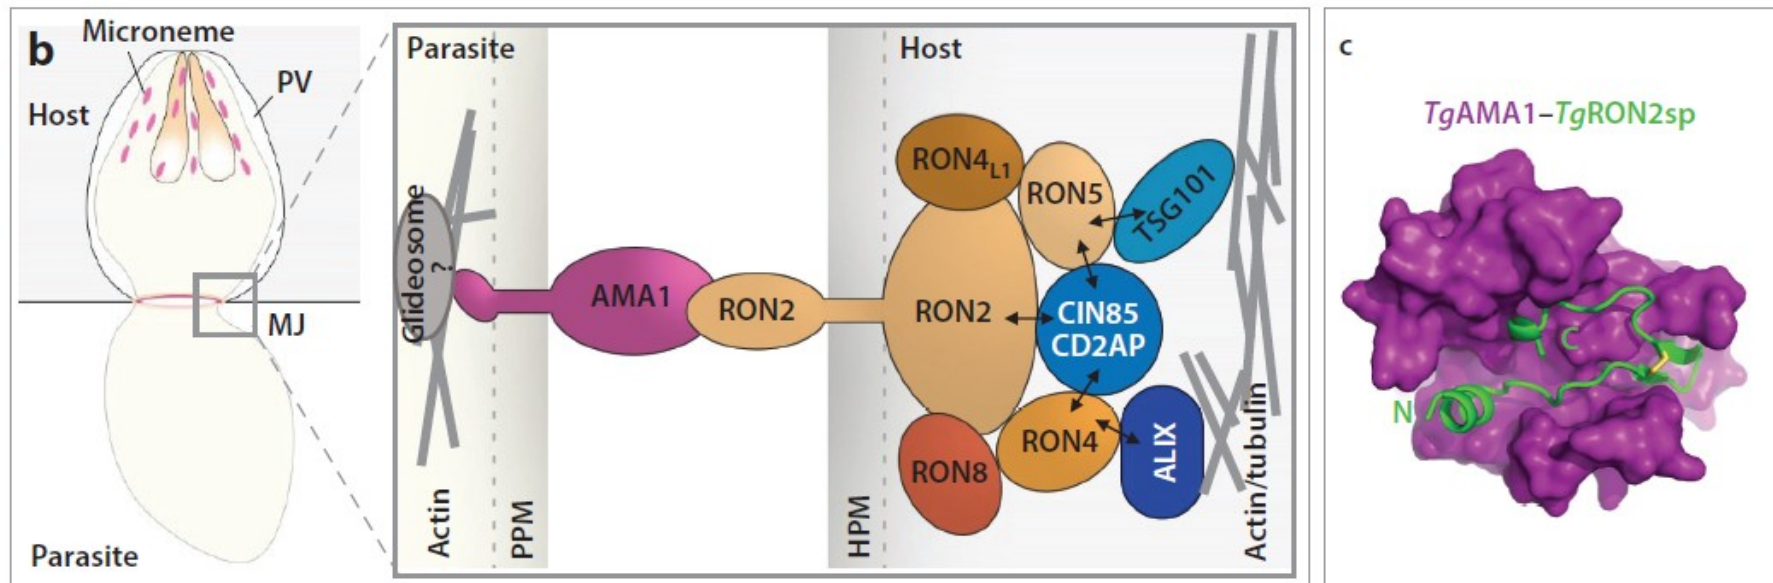 b
Microneme
PV
Host
MJ
Parasite
Parasite
Host
Glideosome
?
AMA1
RON2
RON2
RON4L1
RON5
TSG101
CIN85
CD2AP
RON8
RON4
ALIX
Actin
PPM
HPM
Actin/tubulin
c
TgAMA1–TgRON2sp
C
N